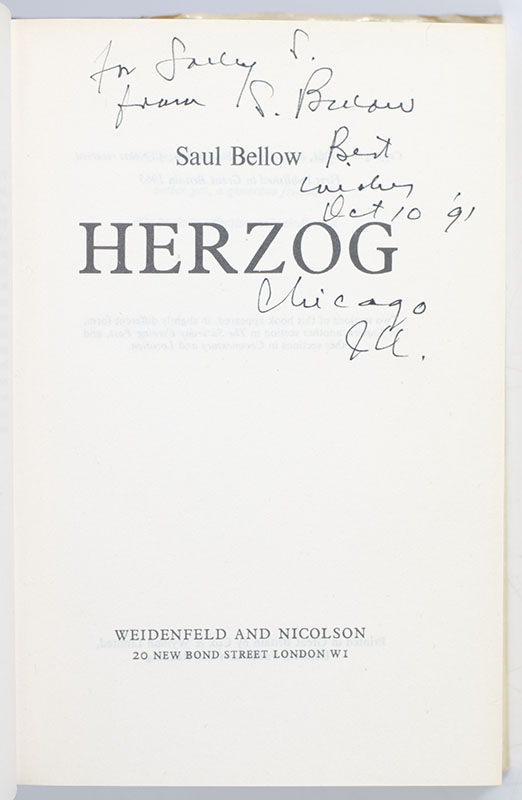 for Sally S.
from S. Bellow
Saul Bellow
Best
wishes
Oct 10 '91
HERZOG
Chicago
Ill.
WEIDENFELD AND NICOLSON
20 NEW BOND STREET LONDON W1